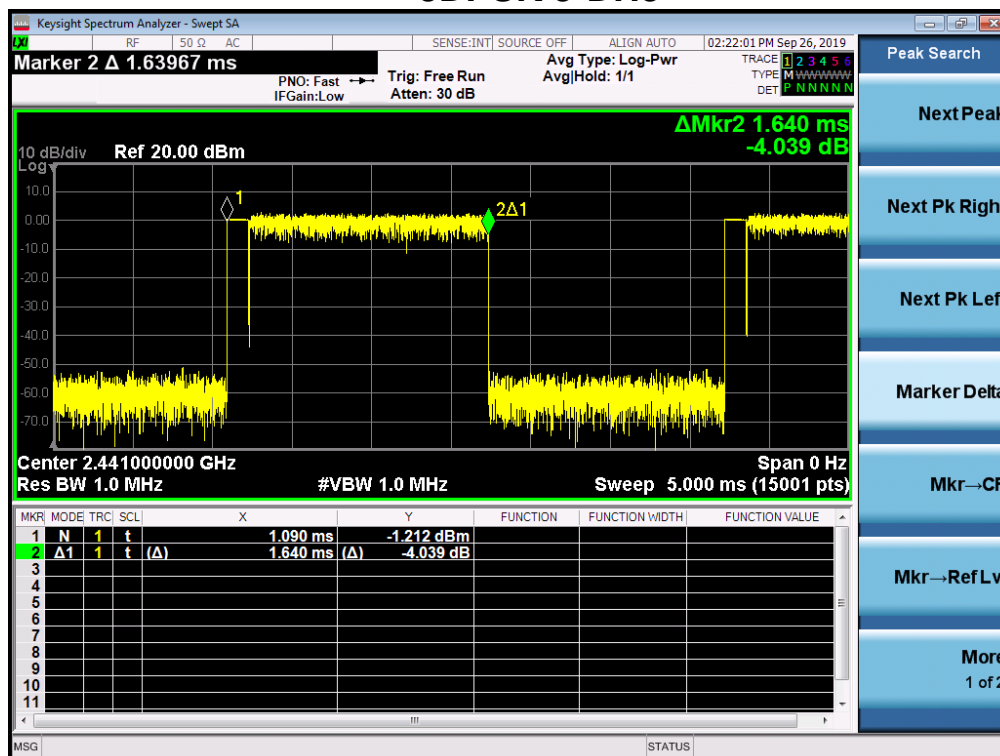 Keysight Spectrum Analyzer - Swept SA
LXI RF 50 Ω AC SENSE:INT SOURCE OFF ALIGN AUTO 02:22:01 PM Sep 26, 2019
Marker 2 Δ 1.63967 ms
PNO: Fast
IFGain:Low
Trig: Free Run
Atten: 30 dB
Avg Type: Log-Pwr
Avg|Hold: 1/1
TRACE 1 2 3 4 5 6
TYPE M WWWWW
DET P N N N N N
ΔMkr2 1.640 ms
-4.039 dB
10 dB/div Ref 20.00 dBm
Log
10.0
0.00
-10.0
-20.0
-30.0
-40.0
-50.0
-60.0
-70.0
1
2Δ1
Center 2.441000000 GHz Span 0 Hz
Res BW 1.0 MHz #VBW 1.0 MHz Sweep 5.000 ms (15001 pts)
MKR MODE TRC SCL X Y FUNCTION FUNCTION WIDTH FUNCTION VALUE
1 N 1 t 1.090 ms -1.212 dBm
2 Δ1 1 t (Δ) 1.640 ms (Δ) -4.039 dB
3
4
5
6
7
8
9
10
11
MSG STATUS
Peak Search
Next Peak
Next Pk Righ
Next Pk Lef
Marker Delta
Mkr→CF
Mkr→Ref Lv
More
1 of 2